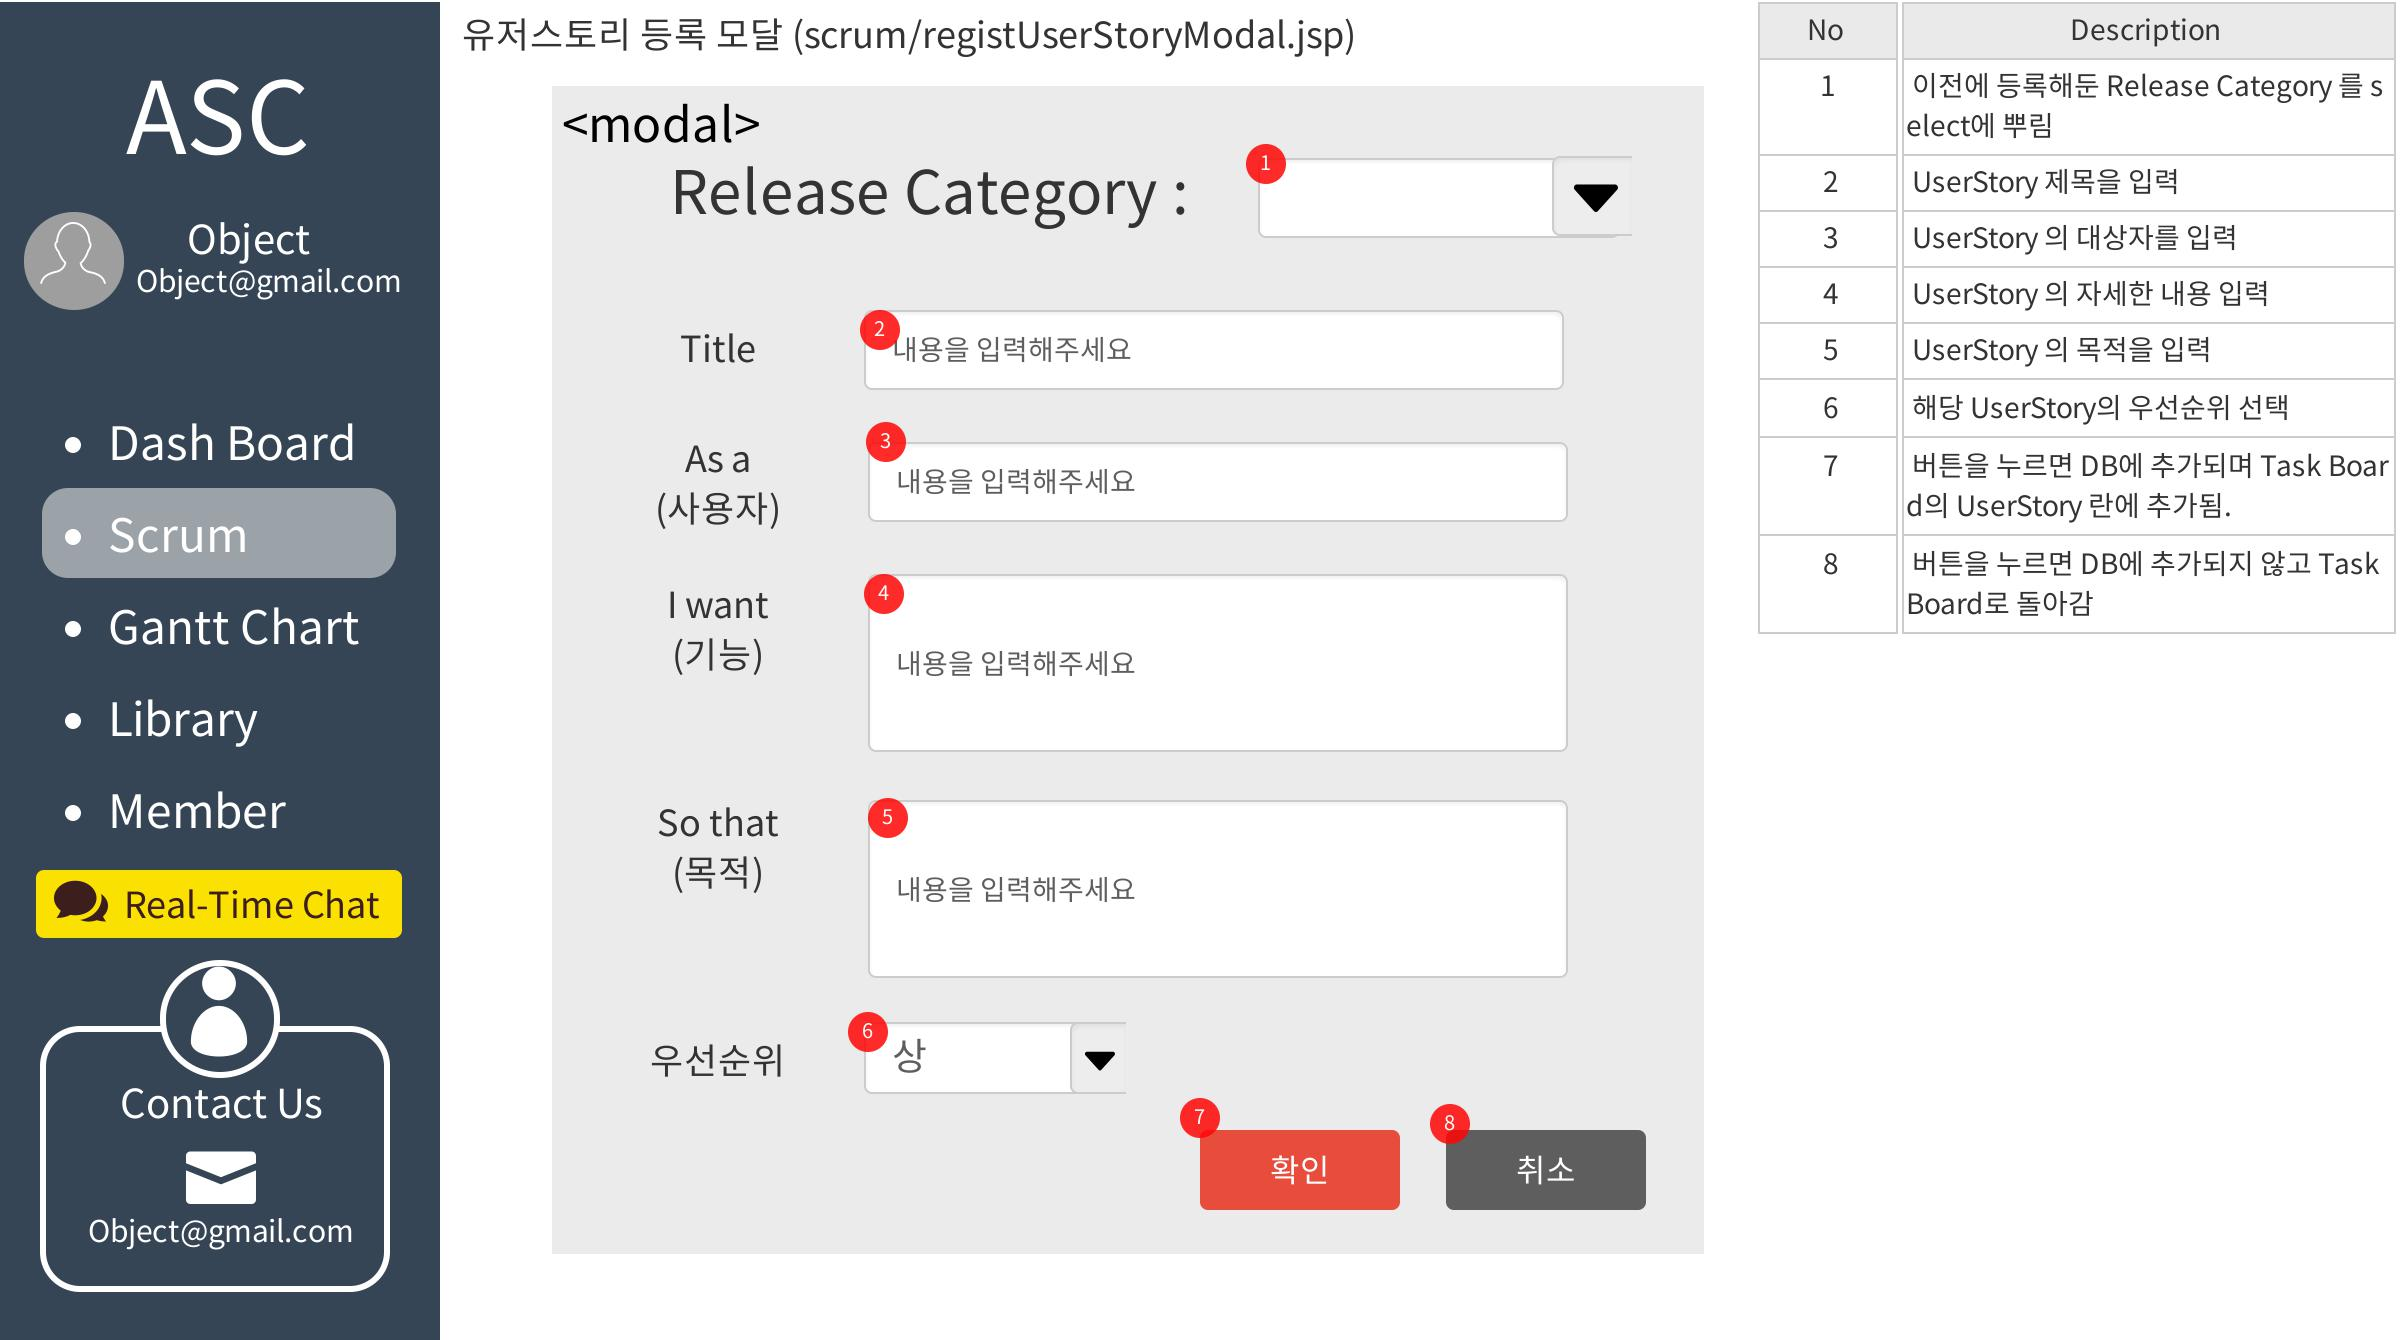 ASC
Object
Object@gmail.com
Dash Board
Scrum
Gantt Chart
Library
Member
Real-Time Chat
Contact Us
Object@gmail.com
유저스토리 등록 모달 (scrum/registUserStoryModal.jsp)
<modal>
Release Category :
1
Title
2
내용을 입력해주세요
As a
(사용자)
3
내용을 입력해주세요
I want
(기능)
4
내용을 입력해주세요
So that
(목적)
5
내용을 입력해주세요
우선순위
6
상
7
확인
8
취소
No Description
1 이전에 등록해둔 Release Category 를 s
elect에 뿌림
2 UserStory 제목을 입력
3 UserStory 의 대상자를 입력
4 UserStory 의 자세한 내용 입력
5 UserStory 의 목적을 입력
6 해당 UserStory의 우선순위 선택
7 버튼을 누르면 DB에 추가되며 Task Boar
d의 UserStory 란에 추가됨.
8 버튼을 누르면 DB에 추가되지 않고 Task
Board로 돌아감